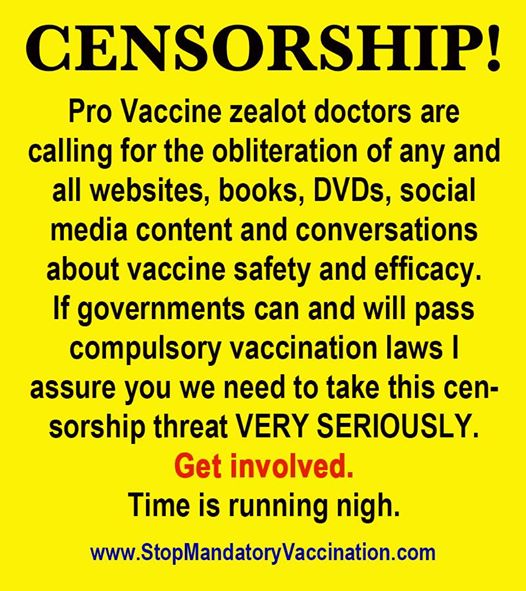 CENSORSHIP!
Pro Vaccine zealot doctors are
calling for the obliteration of any and
all websites, books, DVDs, social
media content and conversations
about vaccine safety and efficacy.
If governments can and will pass
compulsory vaccination laws I
assure you we need to take this cen-
sorship threat VERY SERIOUSLY.
Get involved.
Time is running nigh.
www.StopMandatoryVaccination.com